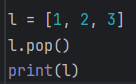 l = [1, 2, 3]
l.pop()
print(l)